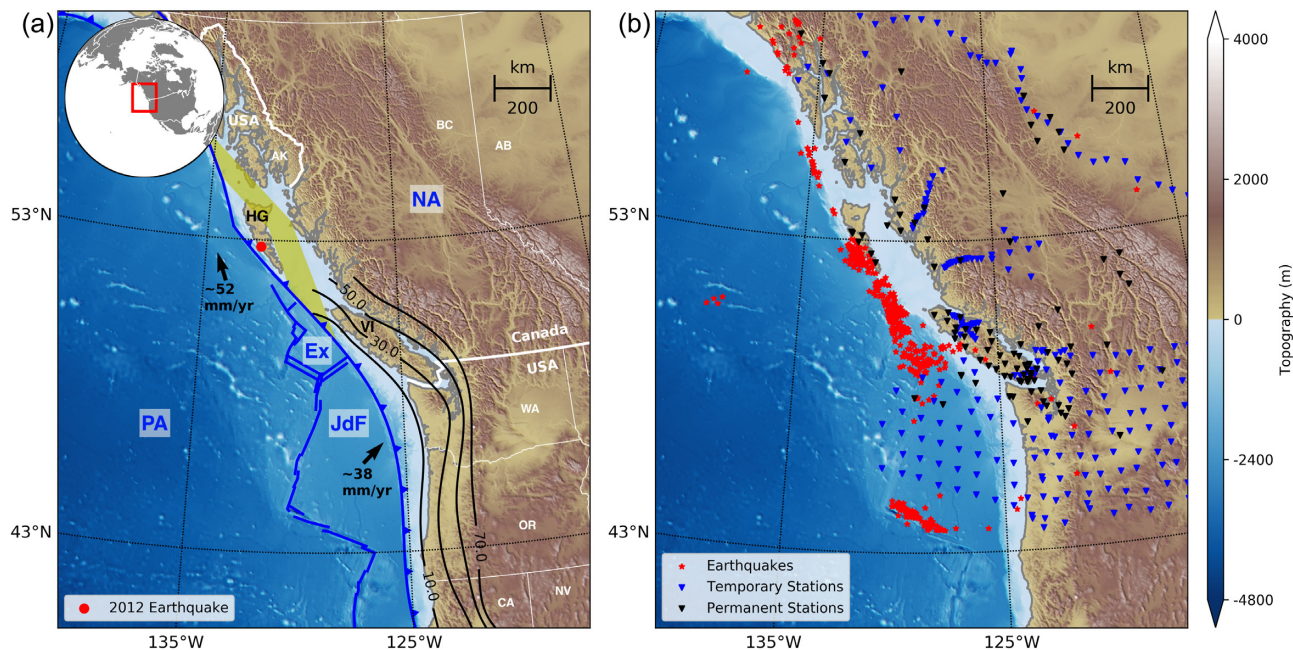 (a)
USA
AK
BC
AB
km
200
NA
53°N
HG
~52
mm/yr
50.0
VI
30.0
Canada
USA
Ex
PA
JdF
WA
~38
mm/yr
43°N
OR
70.0
10.0
CA
NV
2012 Earthquake
135°W
125°W
(b)
km
200
53°N
43°N
Earthquakes
Temporary Stations
Permanent Stations
135°W
125°W
4000
2000
0
-2400
-4800
Topography (m)